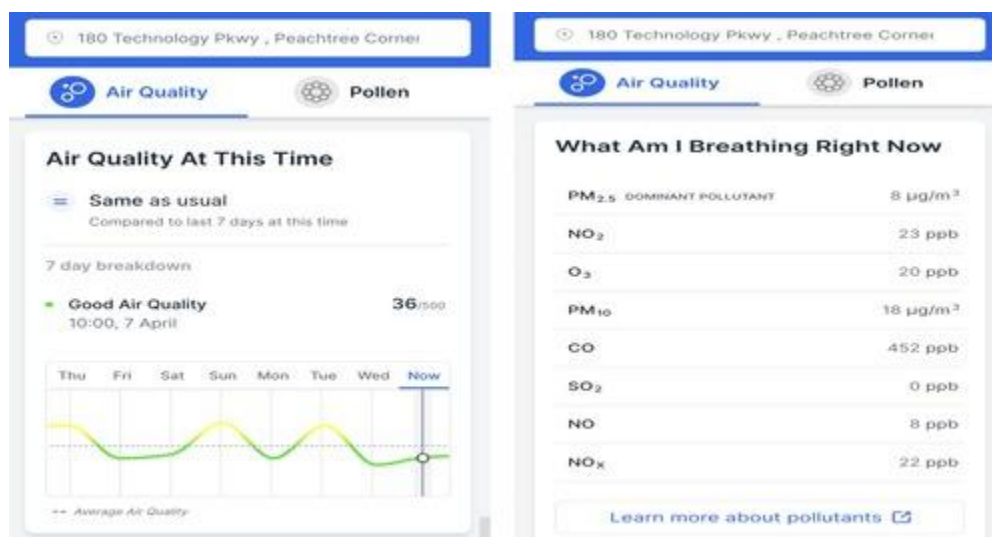 180 Technology Pkwy , Peachtree Corner
Air Quality
Pollen
Air Quality At This Time
= Same as usual
Compared to last 7 days at this time
7 day breakdown
Good Air Quality 36/500
10:00, 7 April
Thu Fri Sat Sun Mon Tue Wed Now
-- Average Air Quality
180 Technology Pkwy , Peachtree Corner
Air Quality
Pollen
What Am I Breathing Right Now
PM2.5 DOMINANT POLLUTANT 8 µg/m³
NO2 23 ppb
O3 20 ppb
PM10 18 µg/m³
CO 452 ppb
SO2 0 ppb
NO 8 ppb
NOx 22 ppb
Learn more about pollutants